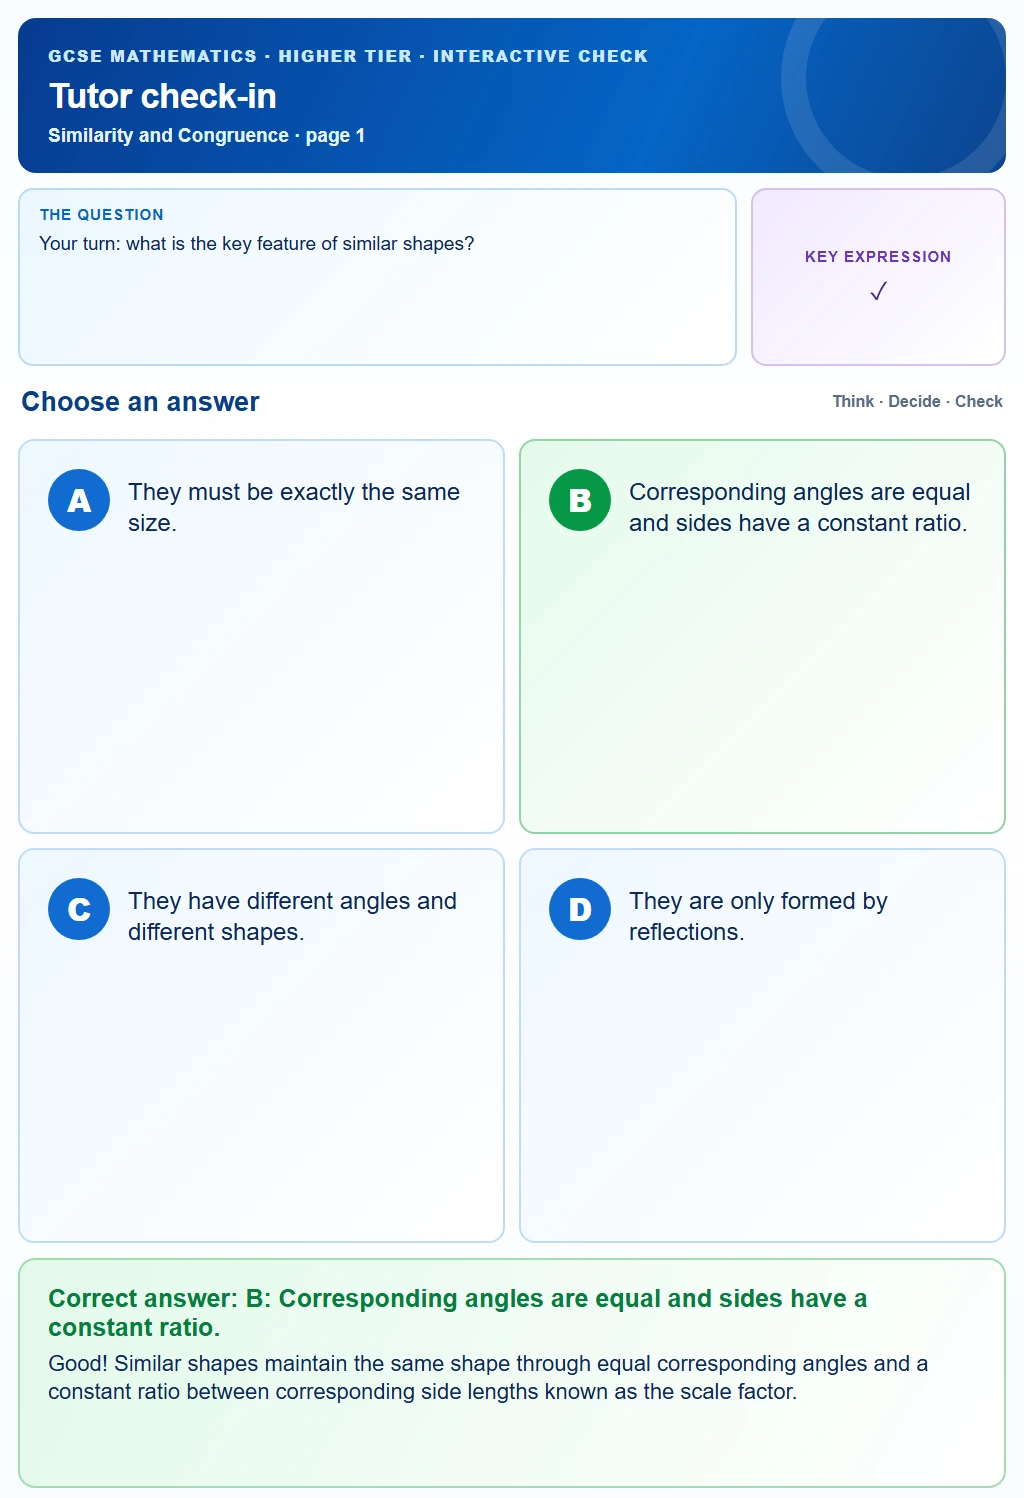 GCSE MATHEMATICS · HIGHER TIER · INTERACTIVE CHECK
Tutor check-in
Similarity and Congruence · page 1
THE QUESTION
Your turn: what is the key feature of similar shapes?
KEY EXPRESSION
✓
Choose an answer
Think · Decide · Check
A
They must be exactly the same
size.
B
Corresponding angles are equal
and sides have a constant ratio.
C
They have different angles and
different shapes.
D
They are only formed by
reflections.
Correct answer: B: Corresponding angles are equal and sides have a
constant ratio.
Good! Similar shapes maintain the same shape through equal corresponding angles and a
constant ratio between corresponding side lengths known as the scale factor.